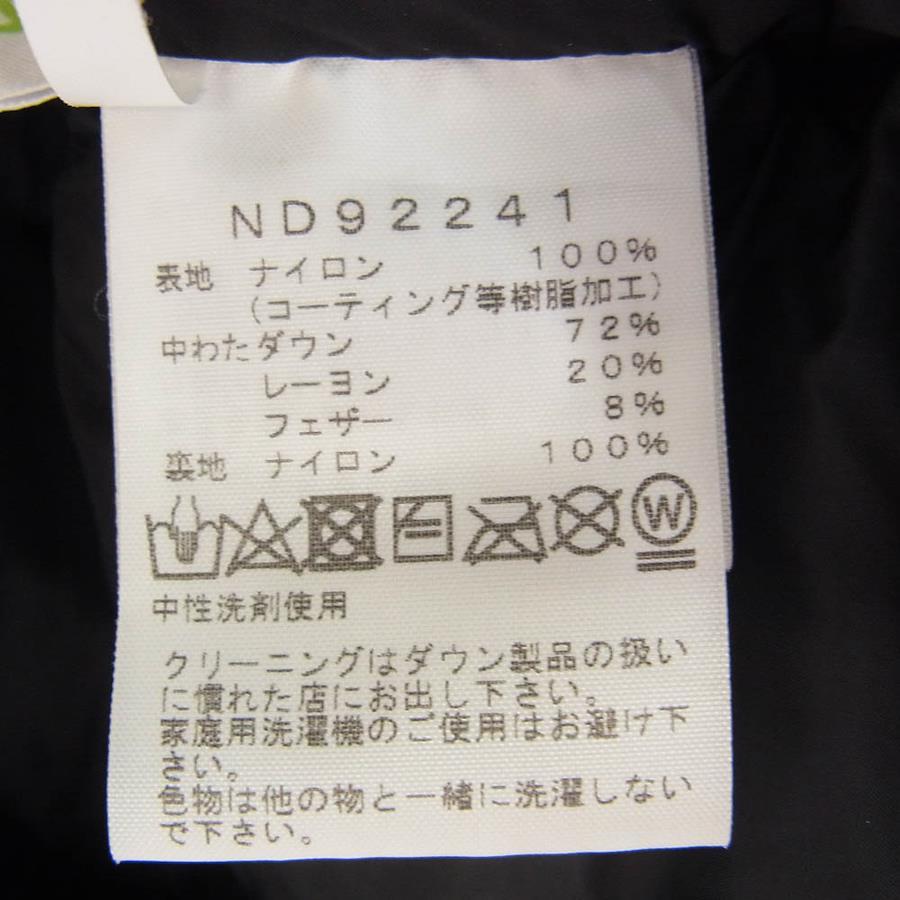 ND92241
表地 ナイロン 100%
(コーティング等樹脂加工)
中わたダウン 72%
レーヨン 20%
フェザー 8%
裏地 ナイロン 100%
W
中性洗剤使用
クリーニングはダウン製品の扱い
に慣れた店にお出し下さい。
家庭用洗濯機のご使用はお避け下
さい。
色物は他の物と一緒に洗濯しない
で下さい。